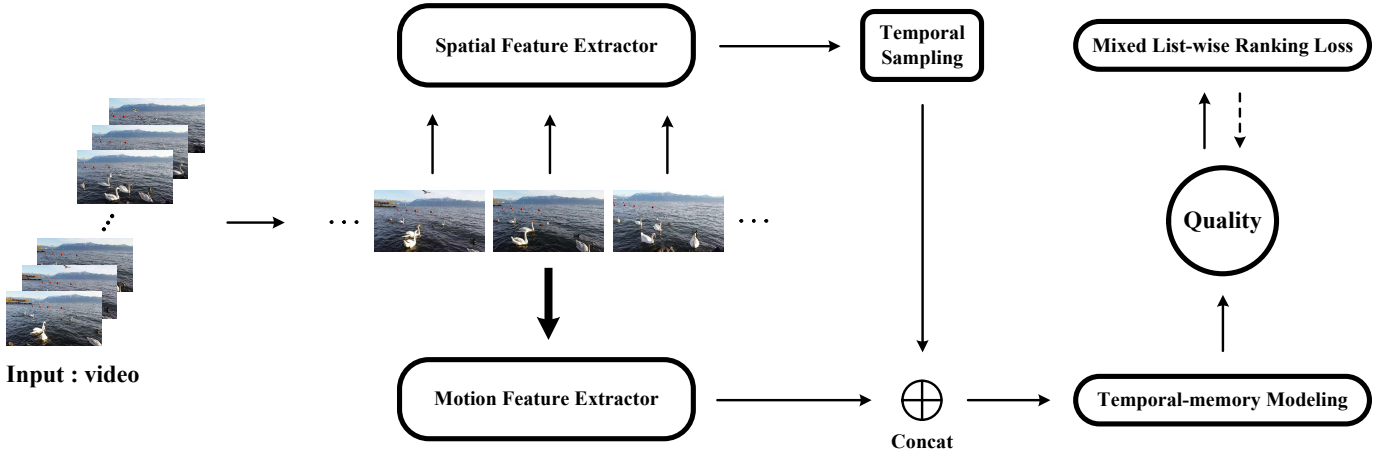 Spatial Feature Extractor
Temporal
Sampling
Mixed List-wise Ranking Loss
Quality
Input : video
Motion Feature Extractor
Concat
Temporal-memory Modeling